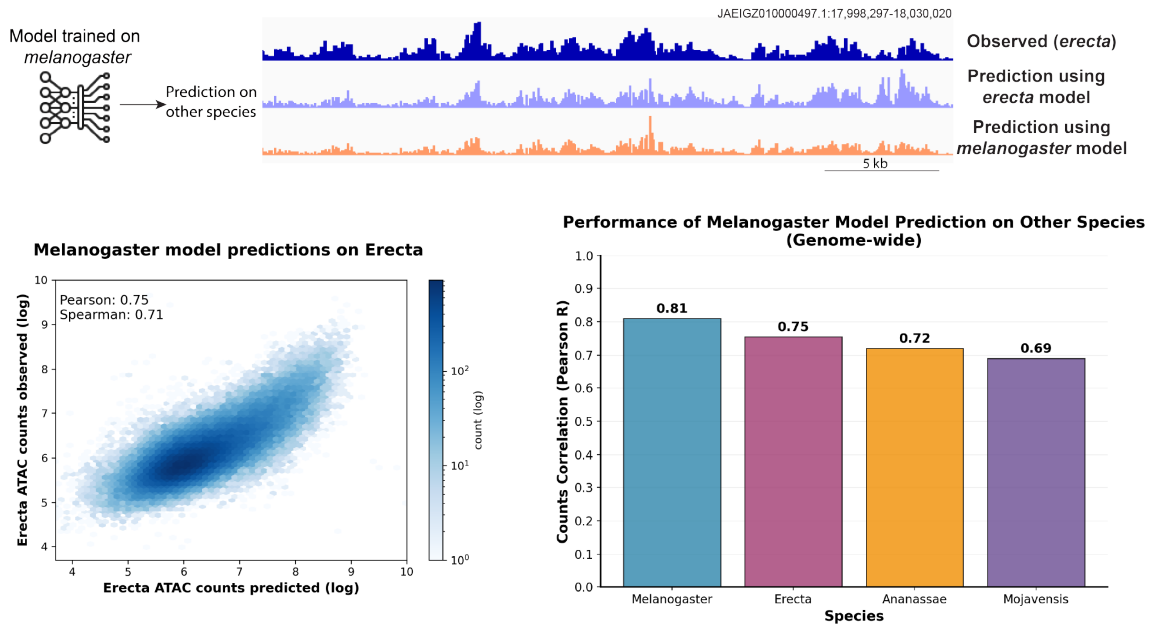 JAEIGZ010000497.1:17,998,297-18,030,020
Model trained on
melanogaster
Prediction on
other species
Observed (erecta)
Prediction using
erecta model
Prediction using
melanogaster model
5 kb
Melanogaster model predictions on Erecta
Pearson: 0.75
Spearman: 0.71
Erecta ATAC counts observed (log)
10
9
8
7
6
5
4
4
5
6
7
8
9
10
Erecta ATAC counts predicted (log)
10²
10¹
10⁰
count (log)
Performance of Melanogaster Model Prediction on Other Species
(Genome-wide)
Counts Correlation (Pearson R)
1.0
0.9
0.8
0.7
0.6
0.5
0.4
0.3
0.2
0.1
0.0
0.81
0.75
0.72
0.69
Melanogaster
Erecta
Ananassae
Mojavensis
Species